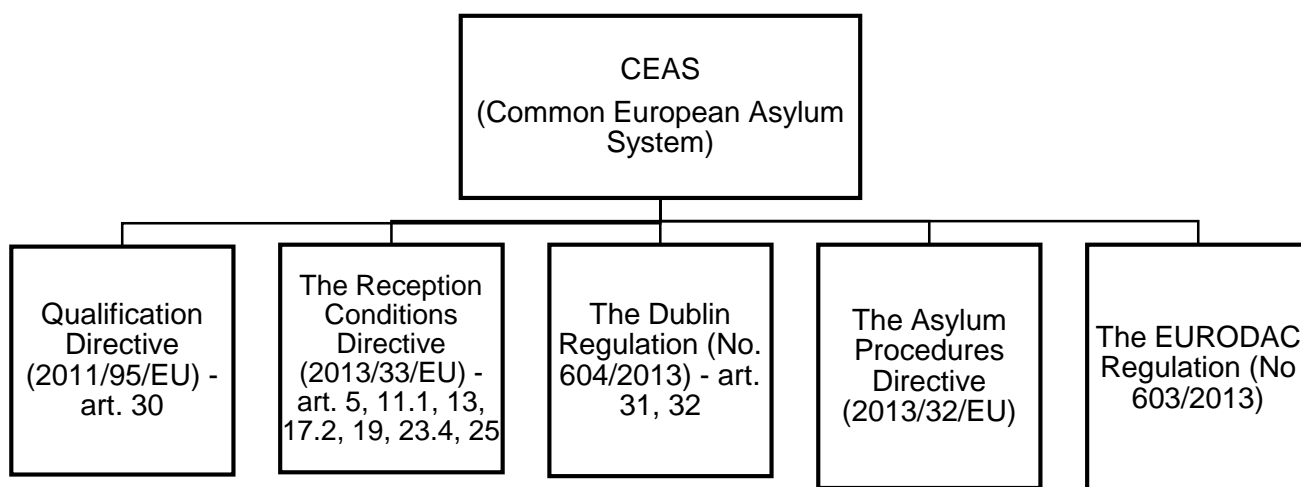 CEAS
(Common European Asylum
System)
Qualification
Directive
(2011/95/EU) -
art. 30
The Reception
Conditions
Directive
(2013/33/EU) -
art. 5, 11.1, 13,
17.2, 19, 23.4, 25
The Dublin
Regulation (No.
604/2013) - art.
31, 32
The Asylum
Procedures
Directive
(2013/32/EU)
The EURODAC
Regulation (No
603/2013)